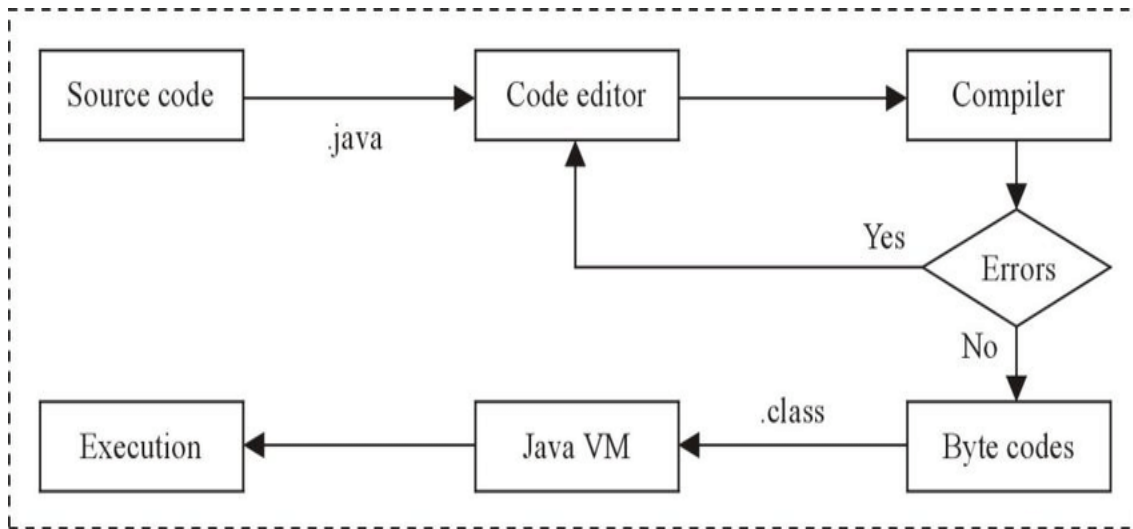 Source code
.java
Code editor
Compiler
Yes
Errors
No
Execution
Java VM
.class
Byte codes